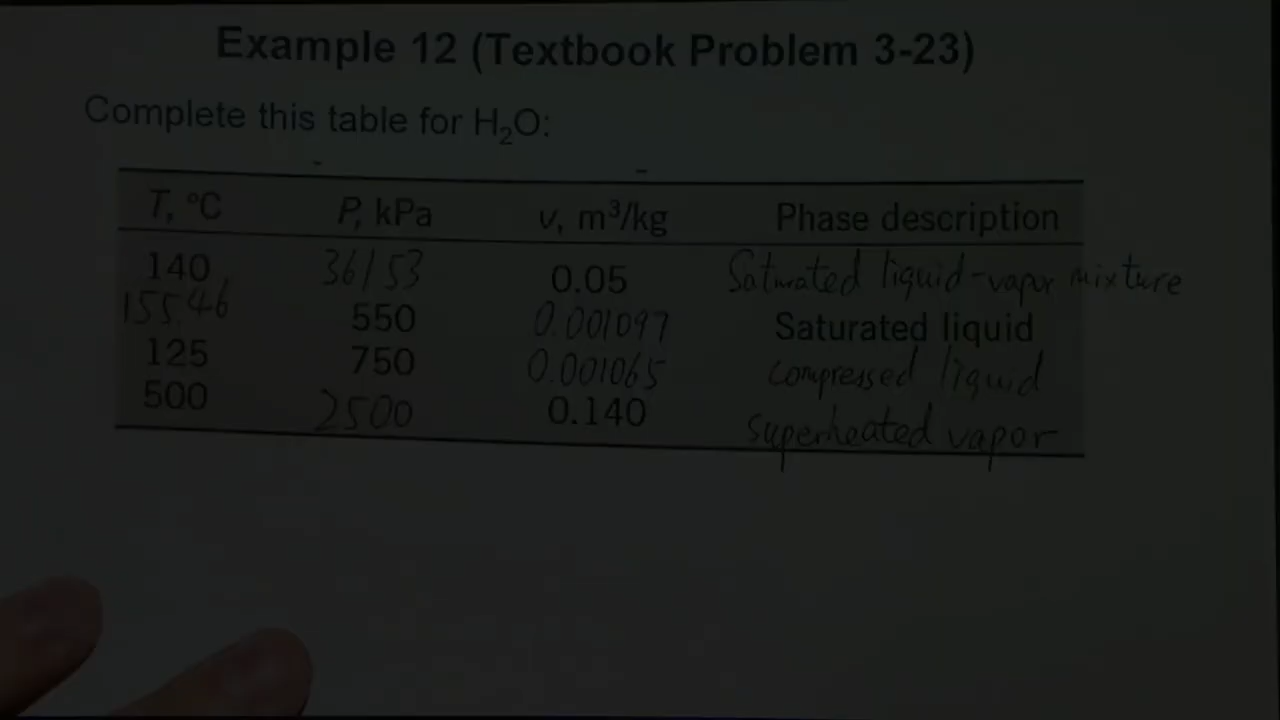 Example 12 (Textbook Problem 3-23)
Complete this table for H₂O:
T, °C P, kPa v, m³/kg Phase description
140 361.53 0.05 Saturated liquid-vapor mixture
155.46 550 0.001097 Saturated liquid
125 750 0.001065 compressed liquid
500 2500 0.140 superheated vapor